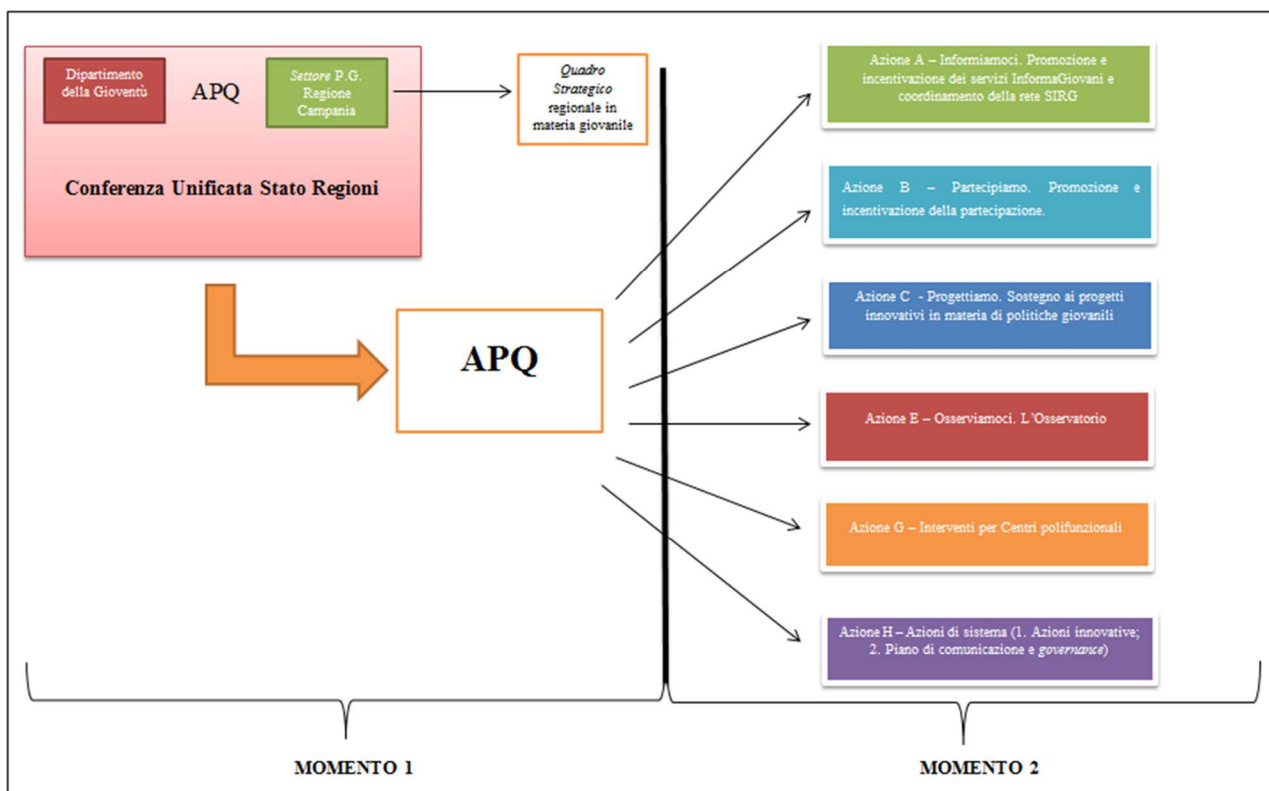 Dipartimento
della Gioventù
APQ
Settore P.G.
Regione
Campania
Conferenza Unificata Stato Regioni
Quadro
Strategico
regionale in
materia giovanile
APQ
Azione A – Informiamoci. Promozione e
incentivazione dei servizi InformaGiovani e
coordinamento della rete SIRG
Azione B – Partecipiamo. Promozione e
incentivazione della partecipazione.
Azione C - Progettiamo. Sostegno ai progetti
innovativi in materia di politiche giovanili
Azione E – Osserviamoci. L’Osservatorio
Azione G – Interventi per Centri polifunzionali
Azione H – Azioni di sistema (1. Azioni innovative;
2. Piano di comunicazione e governance)
MOMENTO 1
MOMENTO 2